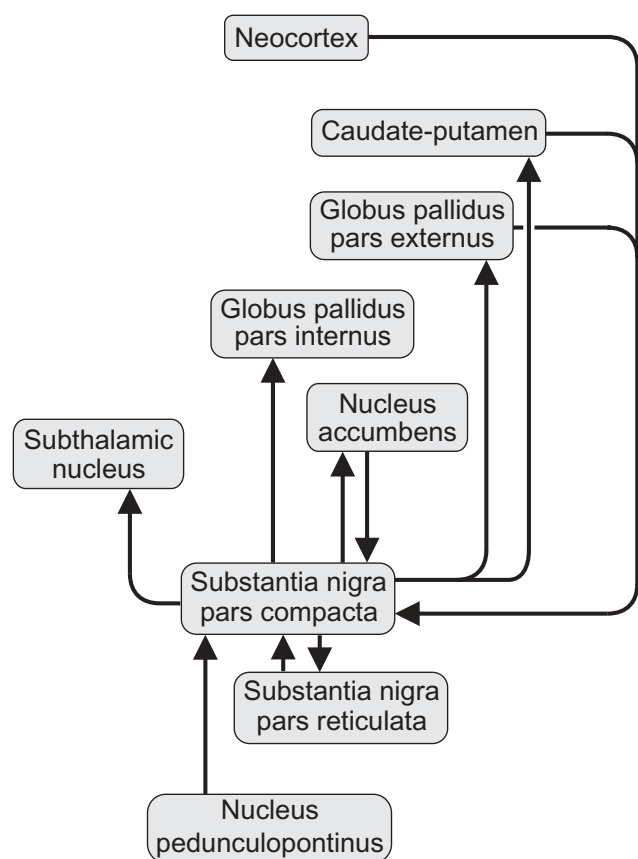 Neocortex
Caudate-putamen
Globus pallidus
pars externus
Globus pallidus
pars internus
Nucleus
accumbens
Subthalamic
nucleus
Substantia nigra
pars compacta
Substantia nigra
pars reticulata
Nucleus
pedunculopontinus